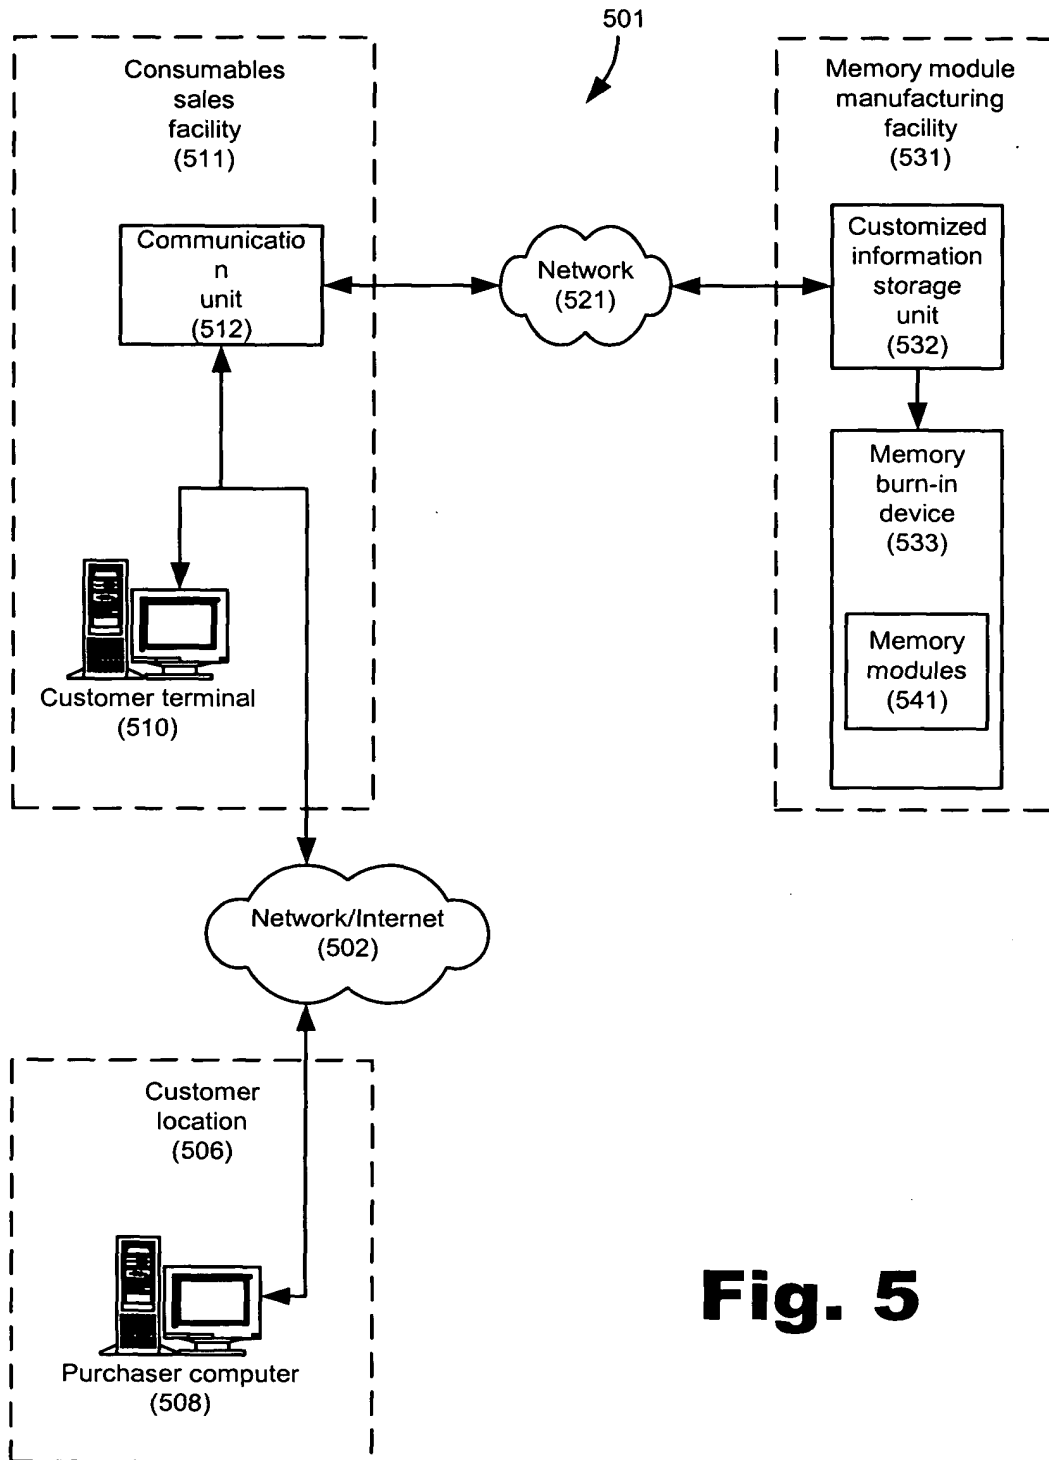 501
Consumables
sales
facility
(511)
Memory module
manufacturing
facility
(531)
Communicatio
n
unit
(512)
Network
(521)
Customized
information
storage
unit
(532)
Memory
burn-in
device
(533)
Memory
modules
(541)
Customer terminal
(510)
Network/Internet
(502)
Customer
location
(506)
Purchaser computer
(508)
Fig. 5